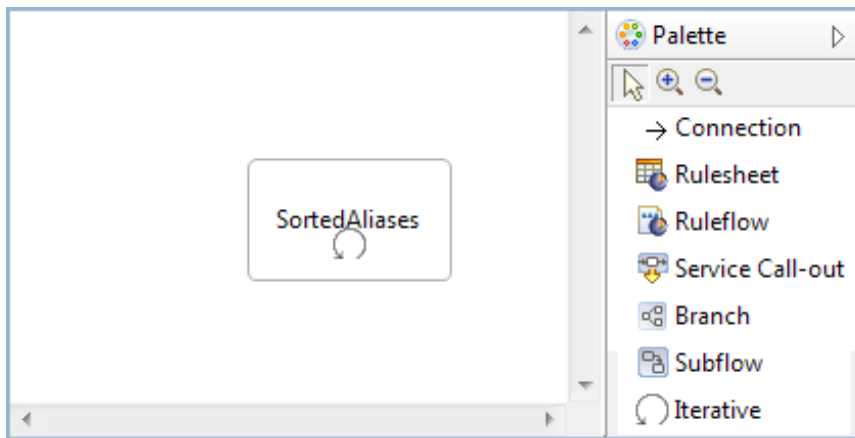 SortedAliases
Palette
Connection
Rulesheet
Ruleflow
Service Call-out
Branch
Subflow
Iterative